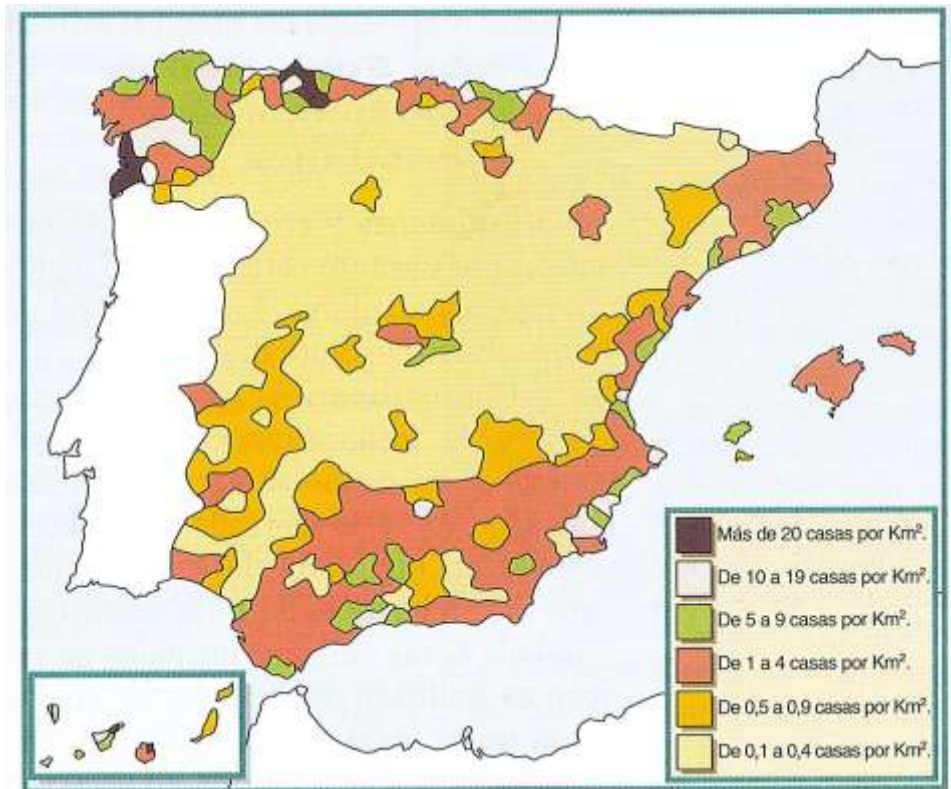 Más de 20 casas por Km².
De 10 a 19 casas por Km².
De 5 a 9 casas por Km².
De 1 a 4 casas por Km².
De 0,5 a 0,9 casas por Km².
De 0,1 a 0,4 casas por Km².